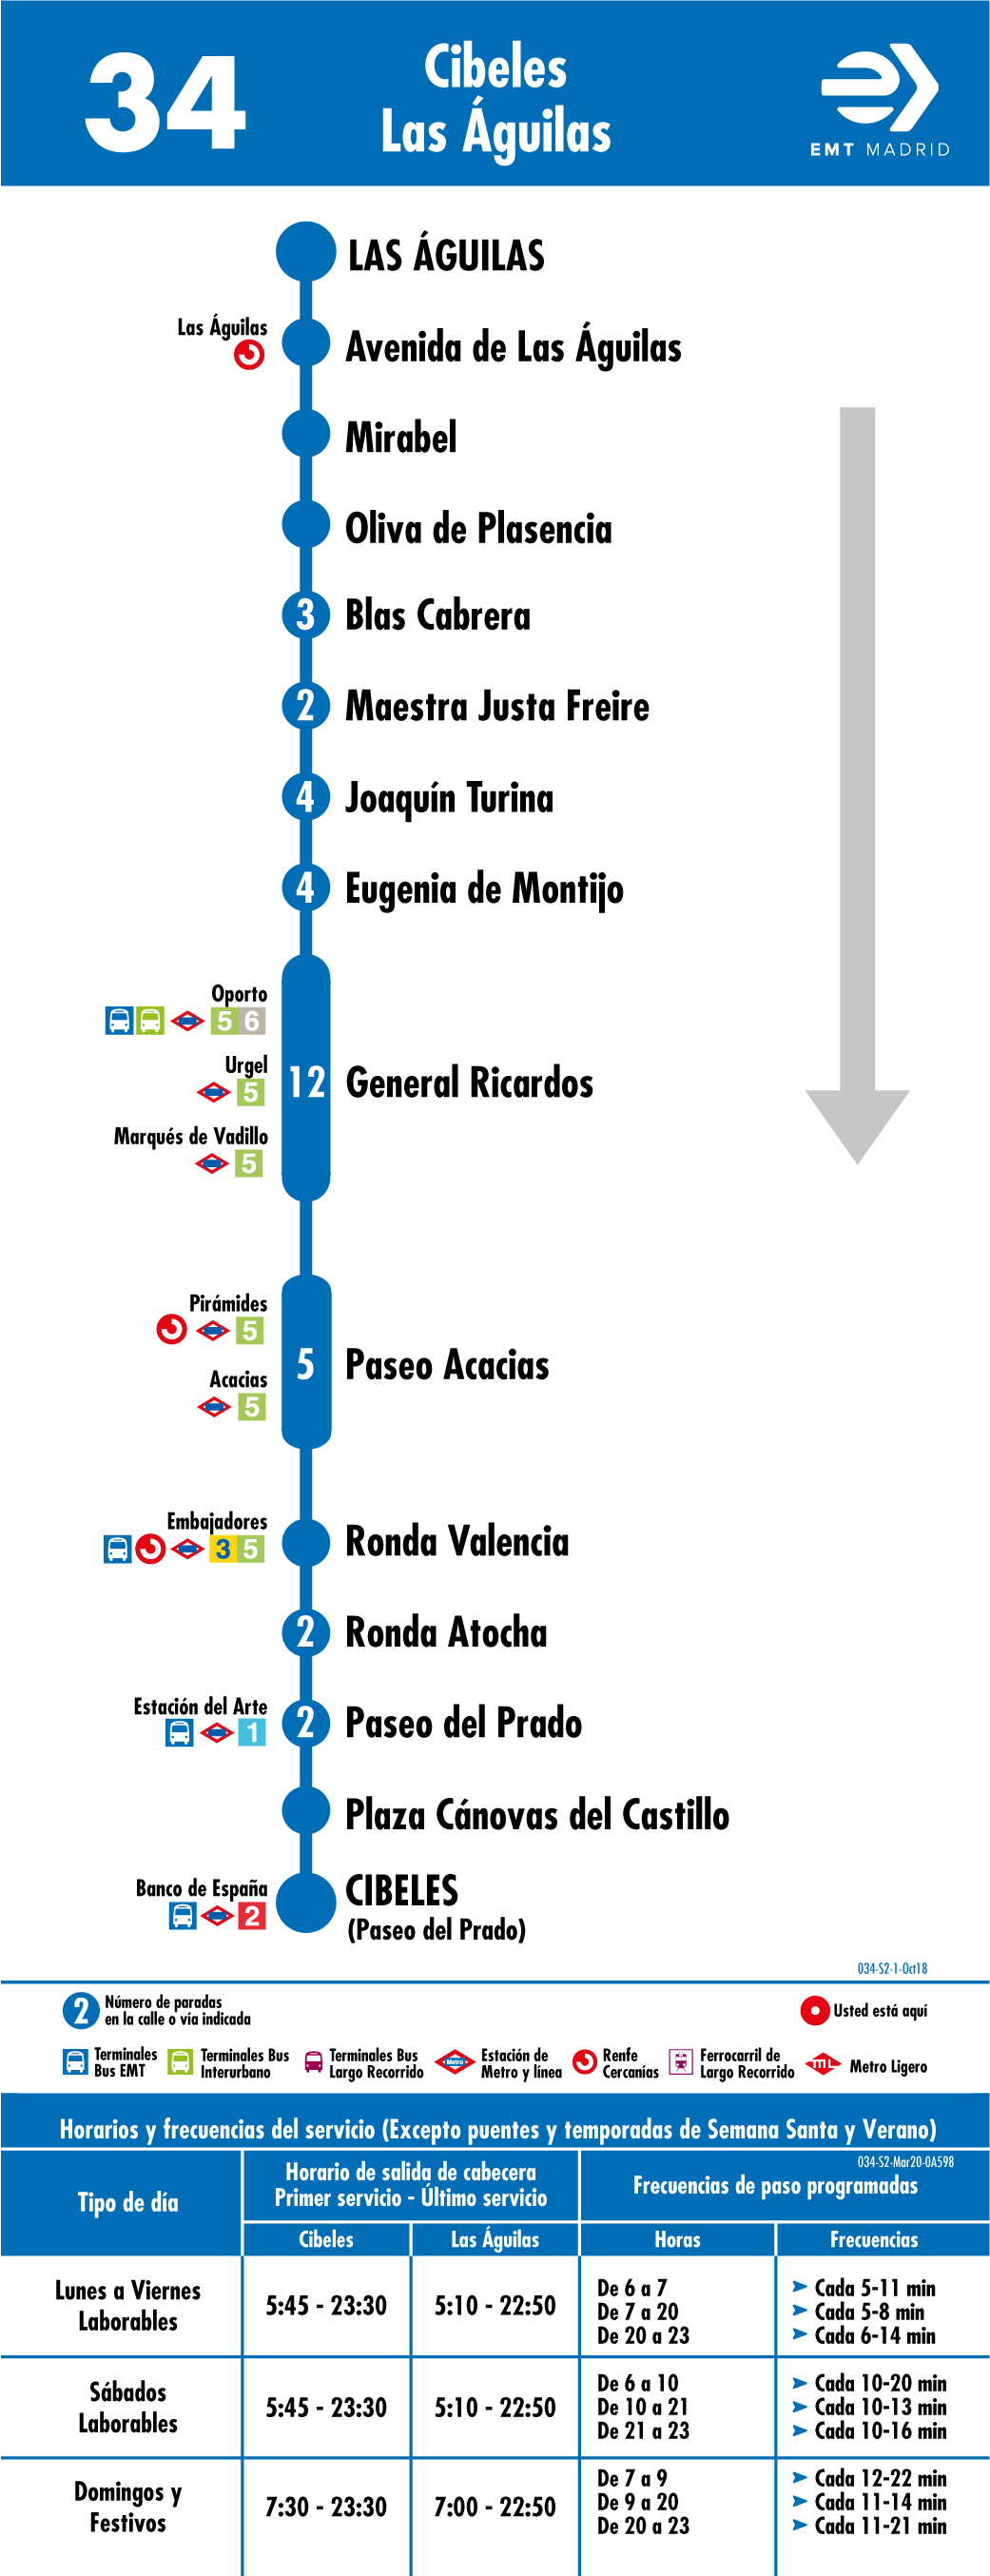 34
Cibeles
Las Águilas
EMT MADRID
LAS ÁGUILAS
Las Águilas
Avenida de Las Águilas
Mirabel
Oliva de Plasencia
3 Blas Cabrera
2 Maestra Justa Freire
4 Joaquín Turina
4 Eugenia de Montijo
Oporto
5 6
Urgel
5
12 General Ricardos
Marqués de Vadillo
5
Pirámides
5
5 Paseo Acacias
Acacias
5
Embajadores
3 5
Ronda Valencia
2 Ronda Atocha
Estación del Arte
1
2 Paseo del Prado
Plaza Cánovas del Castillo
Banco de España
2
CIBELES
(Paseo del Prado)
034-S2-1-Oct18
2 Número de paradas
en la calle o vía indicada
Usted está aquí
Terminales
Bus EMT
Terminales Bus
Interurbano
Terminales Bus
Largo Recorrido
Metro
Estación de
Metro y línea
Renfe
Cercanías
Ferrocarril de
Largo Recorrido
ML
Metro Ligero
Horarios y frecuencias del servicio (Excepto puentes y temporadas de Semana Santa y Verano)
034-S2-Mar20-0A598
Tipo de día
Horario de salida de cabecera
Primer servicio - Último servicio
Frecuencias de paso programadas
Cibeles
Las Águilas
Horas
Frecuencias
Lunes a Viernes
Laborables
5:45 - 23:30
5:10 - 22:50
De 6 a 7 Cada 5-11 min
De 7 a 20 Cada 5-8 min
De 20 a 23 Cada 6-14 min
Sábados
Laborables
5:45 - 23:30
5:10 - 22:50
De 6 a 10 Cada 10-20 min
De 10 a 21 Cada 10-13 min
De 21 a 23 Cada 10-16 min
Domingos y
Festivos
7:30 - 23:30
7:00 - 22:50
De 7 a 9 Cada 12-22 min
De 9 a 20 Cada 11-14 min
De 20 a 23 Cada 11-21 min